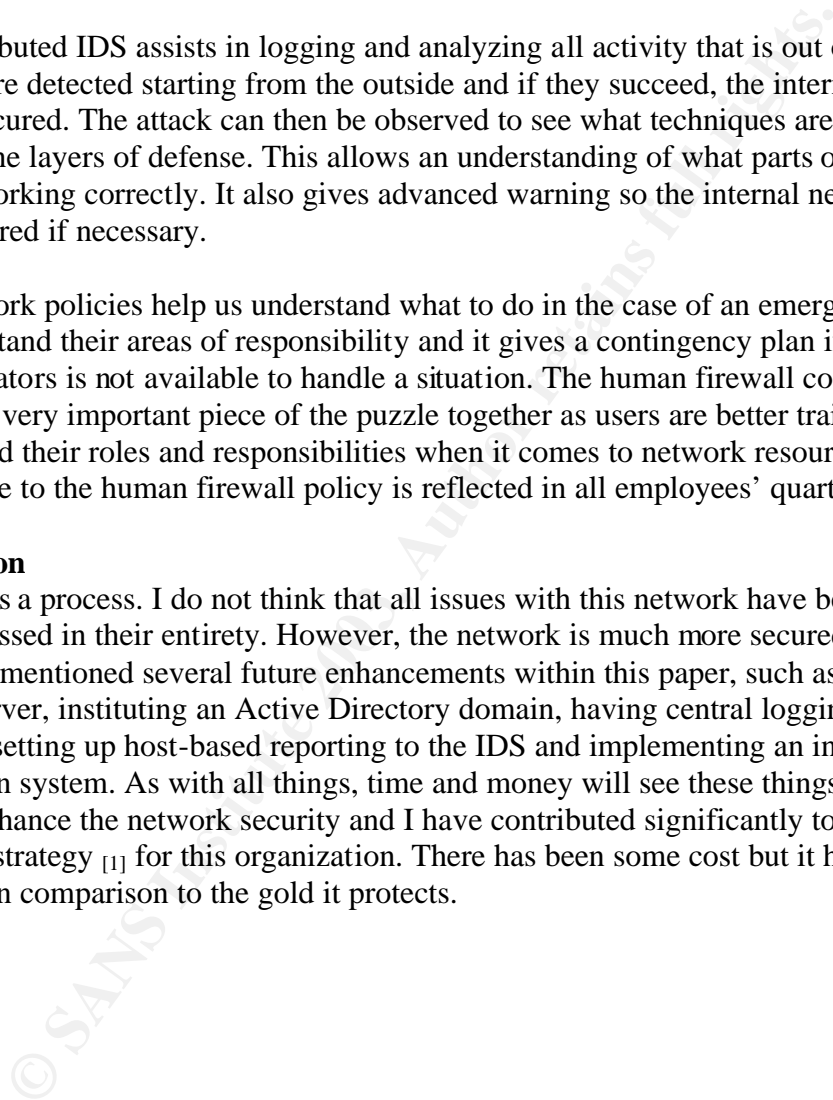 buted IDS assists in logging and analyzing all activity that is out
re detected starting from the outside and if they succeed, the inter
cured. The attack can then be observed to see what techniques are
ne layers of defense. This allows an understanding of what parts o
orking correctly. It also gives advanced warning so the internal ne
red if necessary.
ork policies help us understand what to do in the case of an emerg
tand their areas of responsibility and it gives a contingency plan i
ators is not available to handle a situation. The human firewall co
very important piece of the puzzle together as users are better trai
d their roles and responsibilities when it comes to network resour
e to the human firewall policy is reflected in all employees’ quart
on
s a process. I do not think that all issues with this network have b
ssed in their entirety. However, the network is much more secured
mentioned several future enhancements within this paper, such as
rver, instituting an Active Directory domain, having central loggin
setting up host-based reporting to the IDS and implementing an in
n system. As with all things, time and money will see these things
hance the network security and I have contributed significantly to
strategy [1] for this organization. There has been some cost but it h
n comparison to the gold it protects.
© SANS Institute 2003, Author retains full rights.